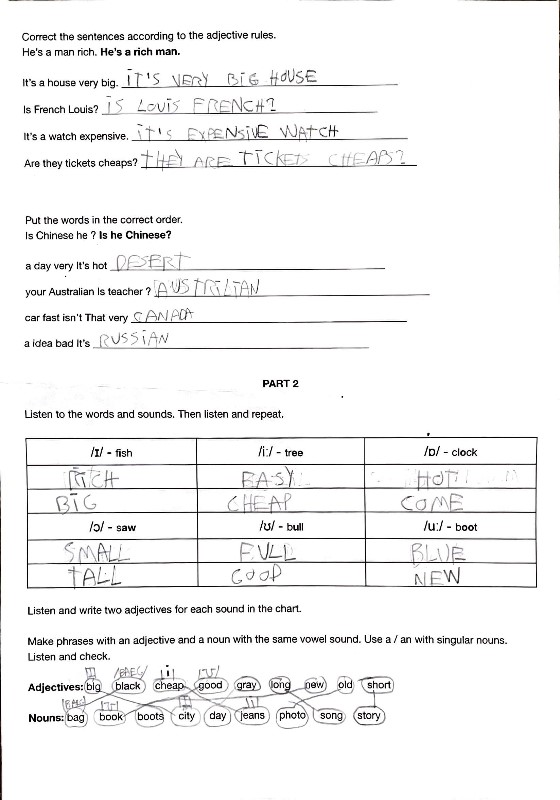 Correct the sentences according to the adjective rules.
He's a man rich. He's a rich man.
It's a house very big. IT'S VERY BIG HOUSE
Is French Louis? IS LOUIS FRENCH?
It's a watch expensive. IT'S EXPENSIVE WATCH
Are they tickets cheaps? THEY ARE TICKETS CHEAPS?
Put the words in the correct order.
Is Chinese he ? Is he Chinese?
a day very It's hot DESERT
your Australian Is teacher ? AUSTRILIAN
car fast isn't That very CANADA
a idea bad It's RUSSIAN
PART 2
Listen to the words and sounds. Then listen and repeat.
/ɪ/ - fish /i:/ - tree /ɒ/ - clock
RITCH EASY HOT
BIG CHEAP COME
/ɔ/ - saw /ʊ/ - bull /u:/ - boot
SMALL FULL BLUE
TALL GOOD NEW
Listen and write two adjectives for each sound in the chart.
Make phrases with an adjective and a noun with the same vowel sound. Use a / an with singular nouns.
Listen and check.
Adjectives: big black cheap good gray long new old short
Nouns: bag book boots city day jeans photo song story